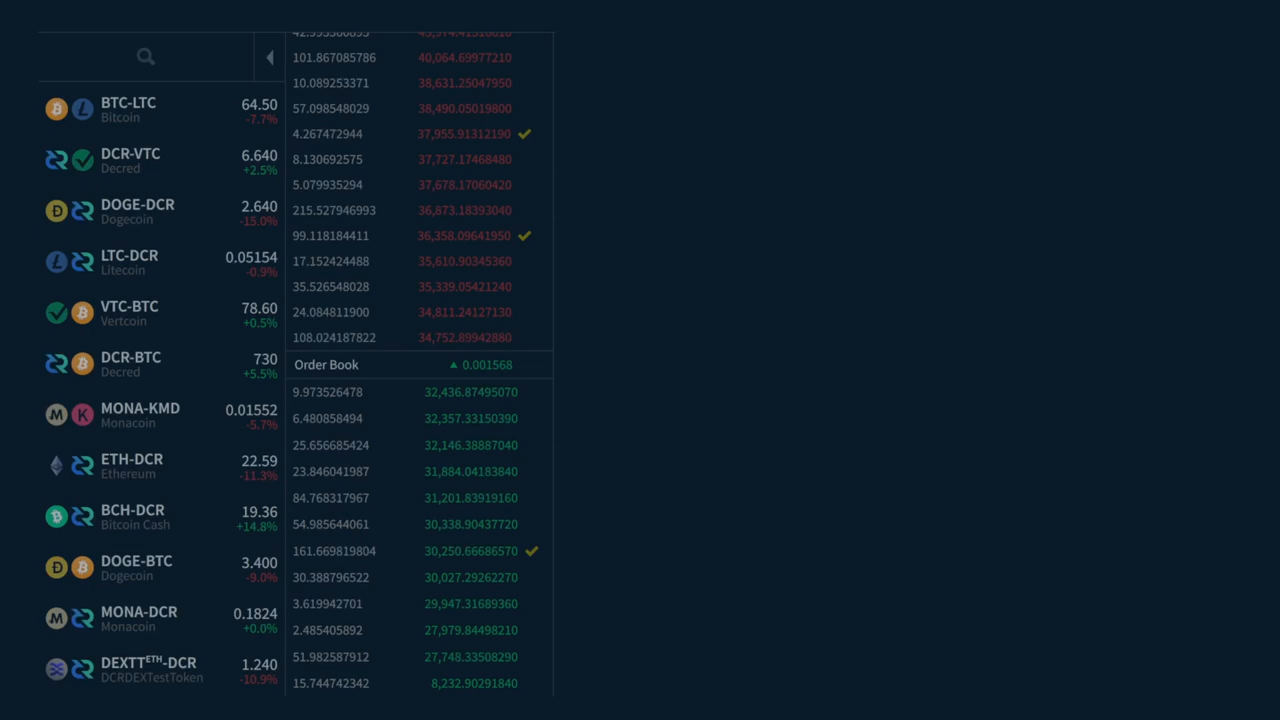 BTC-LTC 64.50
Bitcoin -7.7%
DCR-VTC 6.640
Decred +2.5%
DOGE-DCR 2.640
Dogecoin -15.0%
LTC-DCR 0.05154
Litecoin -0.9%
VTC-BTC 78.60
Vertcoin +0.5%
DCR-BTC 730
Decred +5.5%
MONA-KMD 0.01552
Monacoin -5.7%
ETH-DCR 22.59
Ethereum -11.3%
BCH-DCR 19.36
Bitcoin Cash +14.8%
DOGE-BTC 3.400
Dogecoin -9.0%
MONA-DCR 0.1824
Monacoin +0.0%
DEXTTETH-DCR 1.240
DCRDEXTestToken -10.9%
101.867085786 40,064.69977210
10.089253371 38,631.25047950
57.098548029 38,490.05019800
4.267472944 37,955.91312190
8.130692575 37,727.17468480
5.079935294 37,678.17060420
215.527946993 36,873.18393040
99.118184411 36,358.09641950
17.152424488 35,610.90345360
35.526548028 35,339.05421240
24.084811900 34,811.24127130
108.024187822 34,752.89942880
Order Book ▲ 0.001568
9.973526478 32,436.87495070
6.480858494 32,357.33150390
25.656685424 32,146.38887040
23.846041987 31,884.04183840
84.768317967 31,201.83919160
54.985644061 30,338.90437720
161.669819804 30,250.66686570
30.388796522 30,027.29262270
3.619942701 29,947.31689360
2.485405892 27,979.84498210
51.982587912 27,748.33508290
15.744742342 8,232.90291840